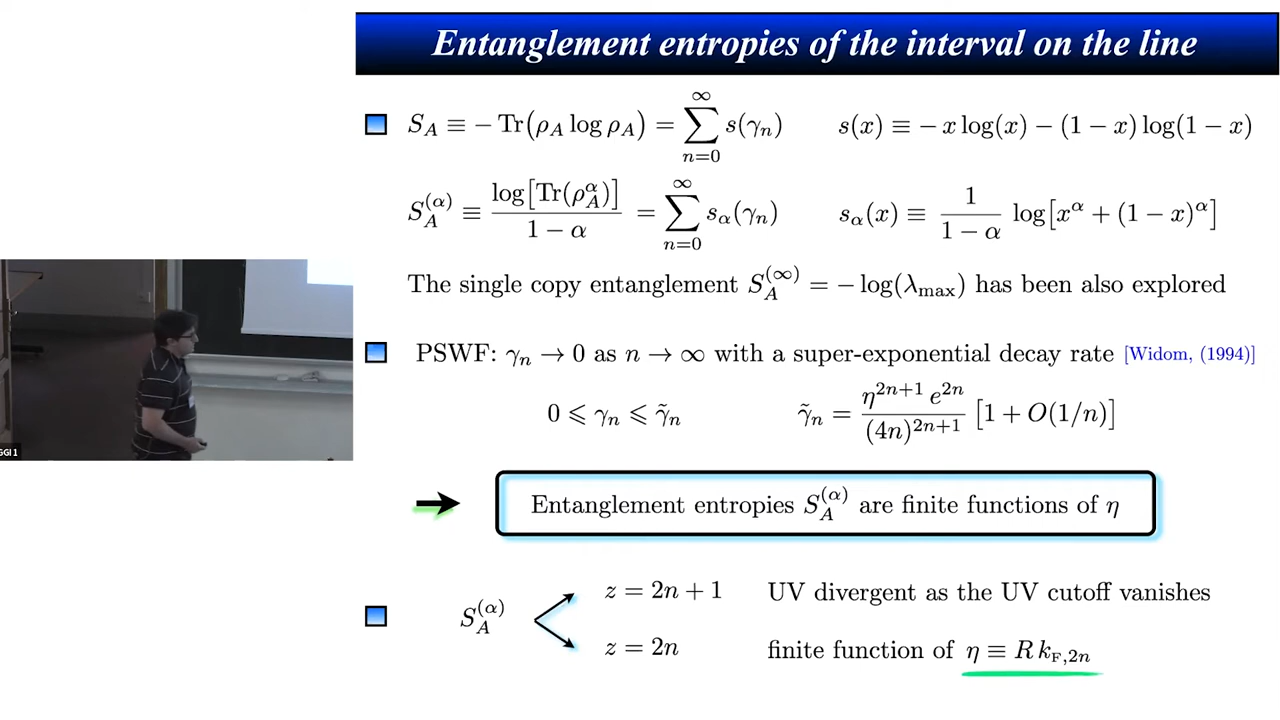 Entanglement entropies of the interval on the line
S_A ≡ − Tr(ρ_A log ρ_A) = ∑_{n=0}^{∞} s(γ_n)    s(x) ≡ − x log(x) − (1 − x) log(1 − x)
S_A^{(α)} ≡ log[Tr(ρ_A^α)] / (1 − α) = ∑_{n=0}^{∞} s_α(γ_n)    s_α(x) ≡ 1/(1 − α) log[x^α + (1 − x)^α]
The single copy entanglement S_A^{(∞)} = − log(λ_max) has been also explored
PSWF: γ_n → 0 as n → ∞ with a super-exponential decay rate [Widom, (1994)]
0 ⩽ γ_n ⩽ γ̃_n    γ̃_n = η^{2n+1} e^{2n} / (4n)^{2n+1} [1 + O(1/n)]
GGI 1
Entanglement entropies S_A^{(α)} are finite functions of η
S_A^{(α)}
z = 2n + 1    UV divergent as the UV cutoff vanishes
z = 2n    finite function of η ≡ R k_{F,2n}